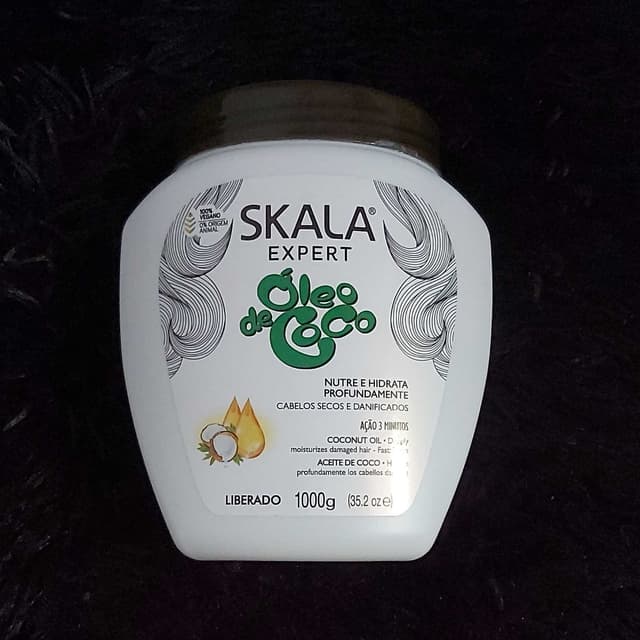 100%
VEGANO
0% ORIGEM
ANIMAL
SKALA®
EXPERT
Óleo
de Coco
NUTRE E HIDRATA
PROFUNDAMENTE
CABELOS SECOS E DANIFICADOS
AÇÃO 3 MINUTOS
COCONUT OIL •
moisturizes damaged hair -
ACEITE DE COCO •
profundamente los cabellos
LIBERADO 1000g (35.2 oz ℮)